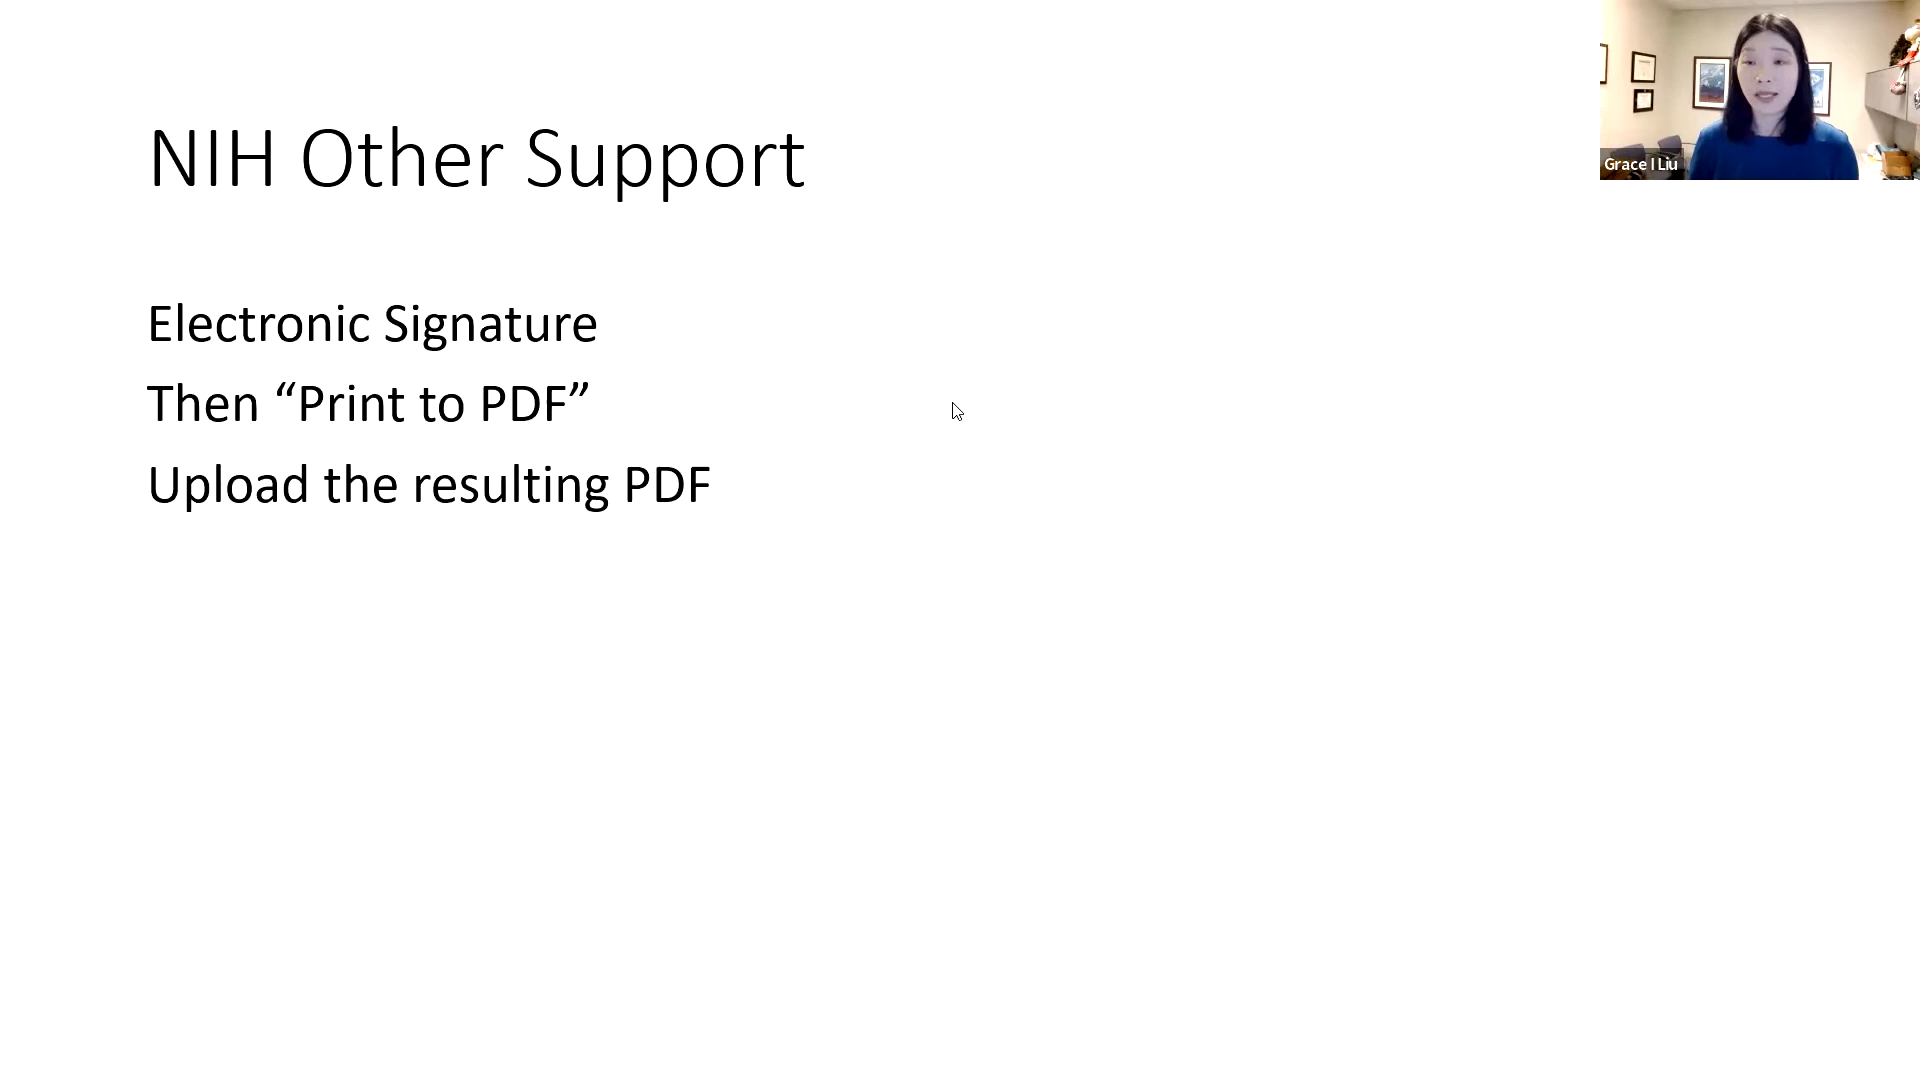 NIH Other Support
Electronic Signature
Then “Print to PDF”
Upload the resulting PDF
Grace I Liu